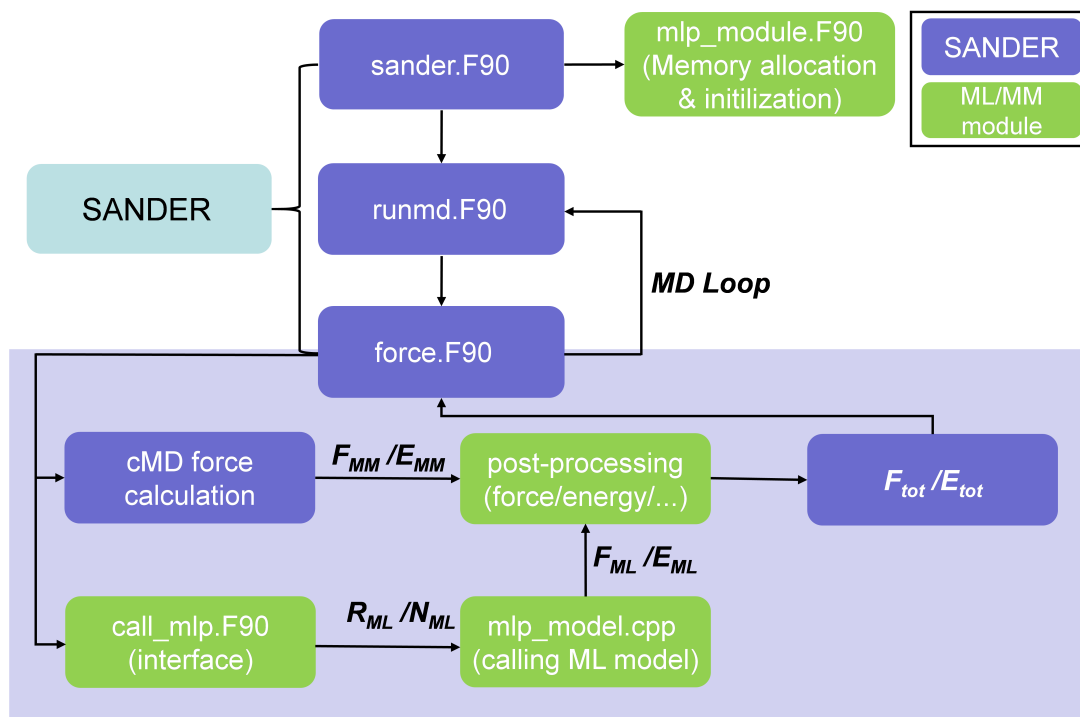 sander.F90
mlp_module.F90
(Memory allocation
& initilization)
SANDER
ML/MM
module
SANDER
runmd.F90
MD Loop
force.F90
cMD force
calculation
F_MM /E_MM
post-processing
(force/energy/...)
F_tot /E_tot
F_ML /E_ML
call_mlp.F90
(interface)
R_ML /N_ML
mlp_model.cpp
(calling ML model)